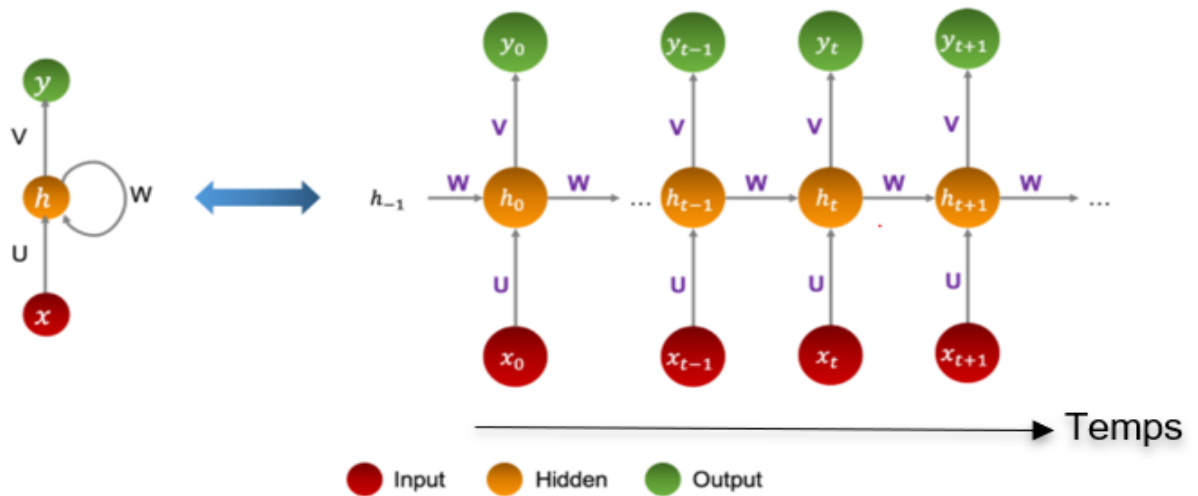 y₀ yₜ₋₁ yₜ yₜ₊₁
y
V V V V V
h W h₋₁ W h₀ W ... hₜ₋₁ W hₜ W hₜ₊₁ W ...
U U U U U
x x₀ xₜ₋₁ xₜ xₜ₊₁
Temps
Input Hidden Output